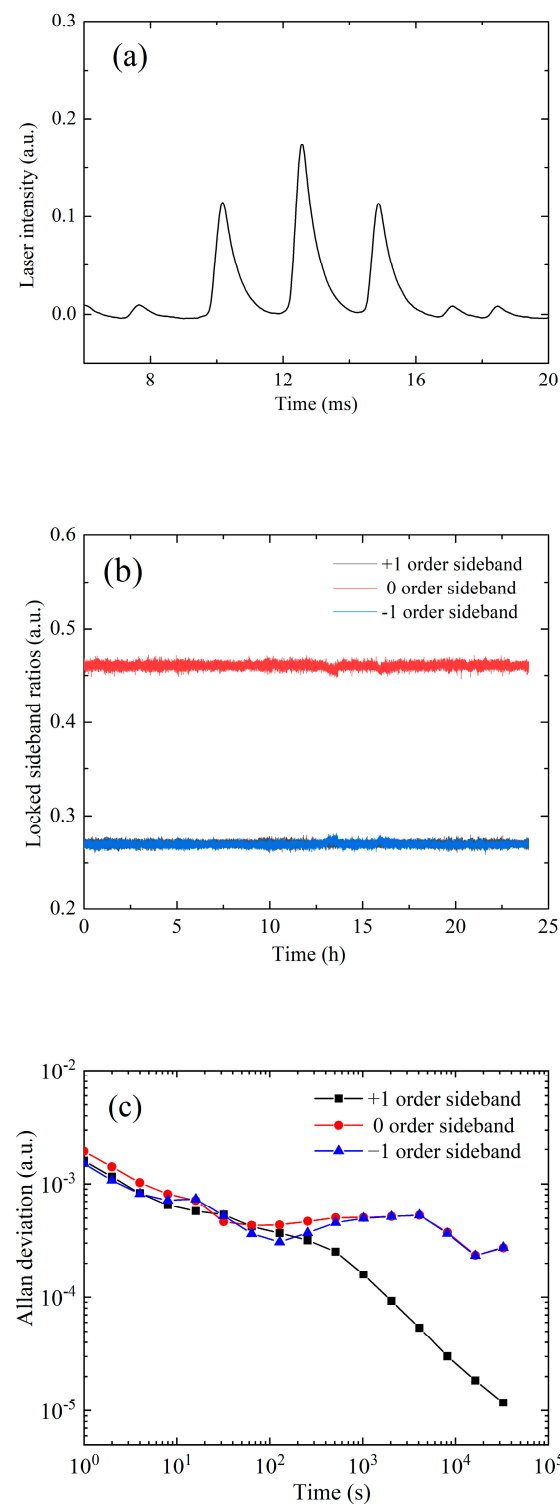 0.3
(a)
0.2
0.1
0.0
Laser intensity (a.u.)
8 12 16 20
Time (ms)
0.6
(b)
+1 order sideband
0 order sideband
-1 order sideband
0.5
0.4
0.3
0.2
Locked sideband ratios (a.u.)
0 5 10 15 20 25
Time (h)
10⁻²
(c)
+1 order sideband
0 order sideband
−1 order sideband
10⁻³
10⁻⁴
10⁻⁵
Allan deviation (a.u.)
10⁰ 10¹ 10² 10³ 10⁴ 10⁵
Time (s)